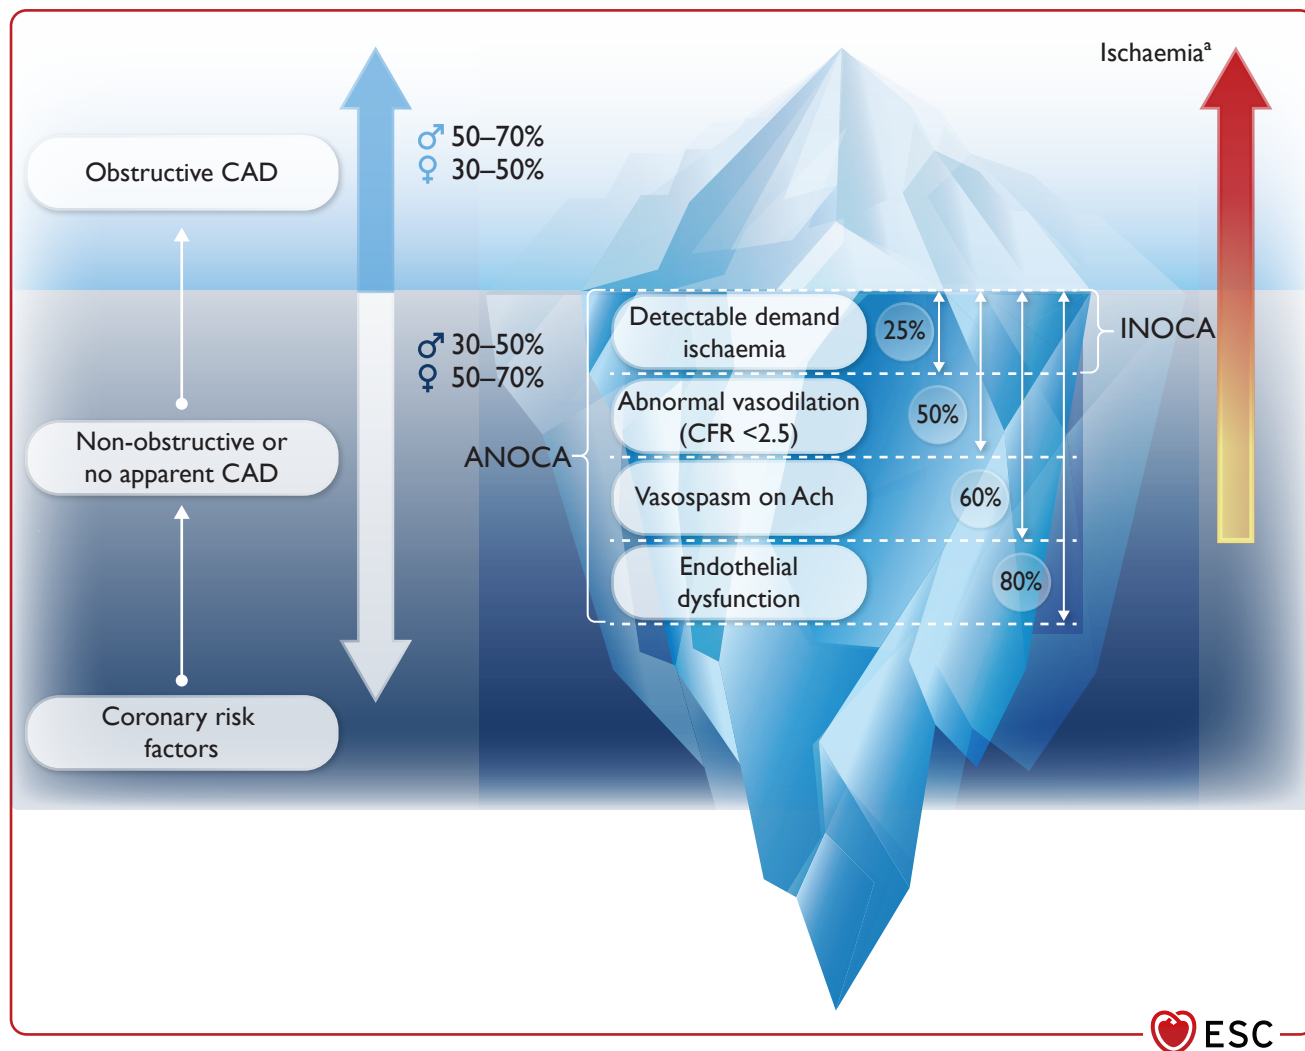 Ischaemiaᵃ
Obstructive CAD
♂ 50–70%
♀ 30–50%
♂ 30–50%
♀ 50–70%
Non-obstructive or
no apparent CAD
Coronary risk
factors
ANOCA
Detectable demand
ischaemia
25%
Abnormal vasodilation
(CFR <2.5)
50%
Vasospasm on Ach
60%
Endothelial
dysfunction
80%
INOCA
ESC